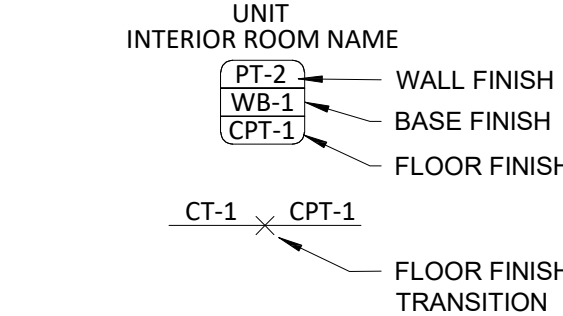 UNIT
INTERIOR ROOM NAME
PT-2
WALL FINISH
WB-1
BASE FINISH
CPT-1
FLOOR FINISH
CT-1
CPT-1
FLOOR FINISH
TRANSITION